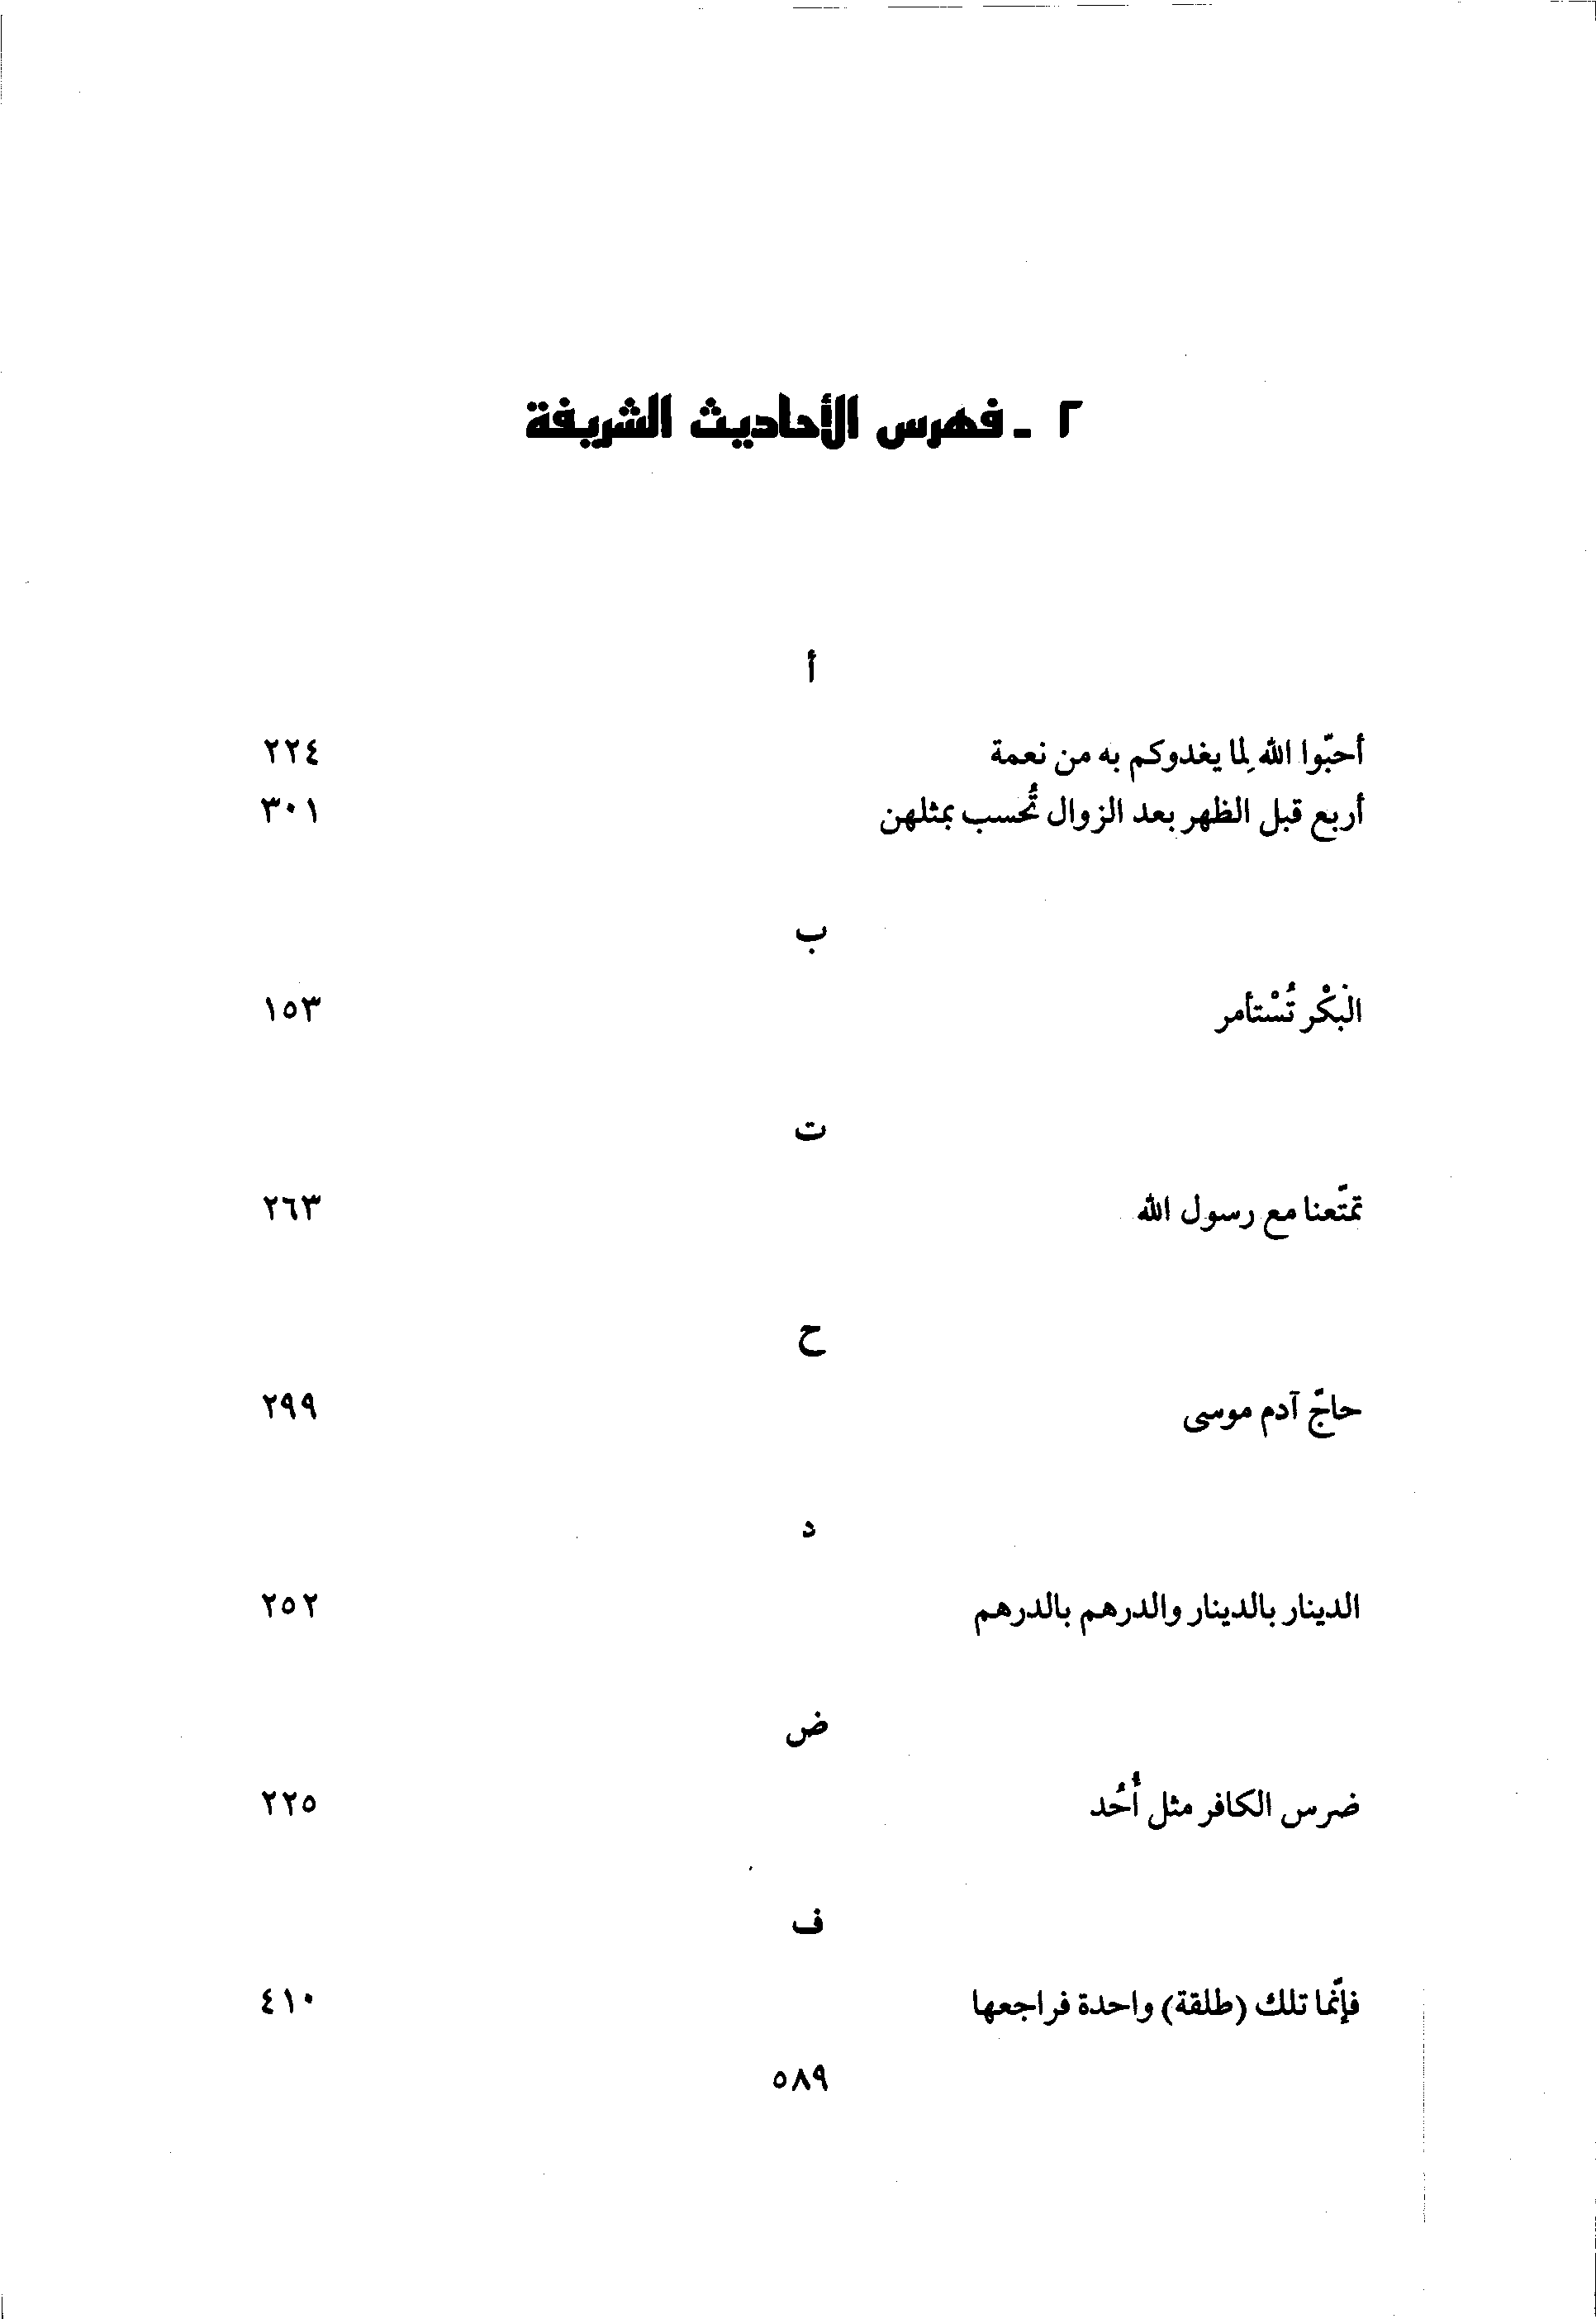 ٢ - فهرس الأحاديث الشريفة
أ
أحبّوا الله لِما يغدوكم به من نعمة ٢٢٤
أربع قبل الظهر بعد الزوال تُحسب بمثلهن ٣٠١
ب
البكْر تُسْتأمر ١٥٣
ت
تمتّعنا مع رسول الله ٢٦٣
ح
حاجّ آدم موسى ٢٩٩
د
الدينار بالدينار والدرهم بالدرهم ٢٥٢
ض
ضرس الكافر مثل أُحُد ٢٢٥
ف
فإنّما تلك (طلقة) واحدة فراجعها ٤١٠
٥٨٩